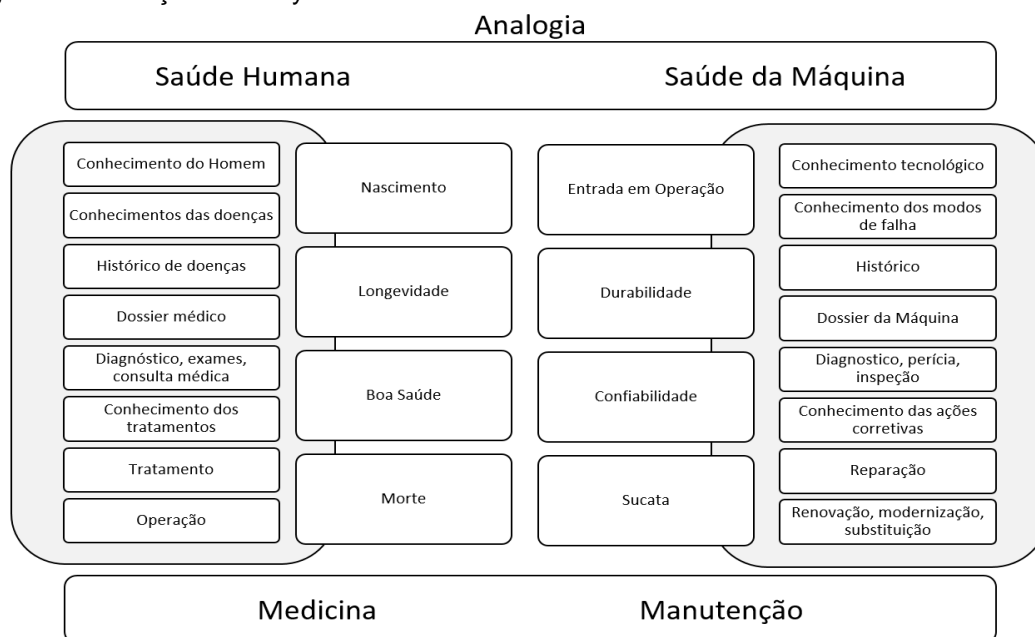 Analogia
Saúde Humana
Saúde da Máquina
Conhecimento do Homem
Conhecimentos das doenças
Histórico de doenças
Dossier médico
Diagnóstico, exames,
consulta médica
Conhecimento dos
tratamentos
Tratamento
Operação
Nascimento
Longevidade
Boa Saúde
Morte
Entrada em Operação
Durabilidade
Confiabilidade
Sucata
Conhecimento tecnológico
Conhecimento dos modos
de falha
Histórico
Dossier da Máquina
Diagnostico, perícia,
inspeção
Conhecimento das ações
corretivas
Reparação
Renovação, modernização,
substituição
Medicina
Manutenção